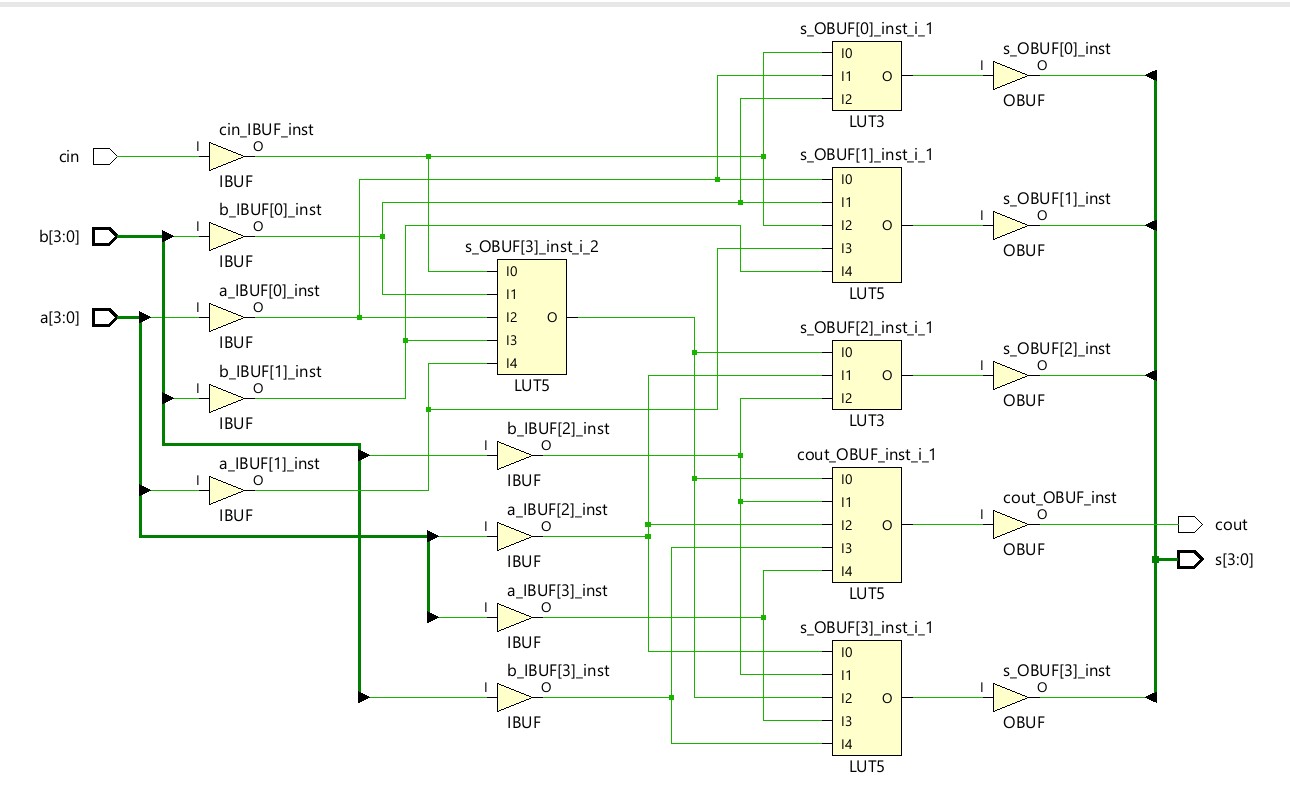 s_OBUF[0]_inst_i_1
I0
I1
I2
O
LUT3
s_OBUF[0]_inst
I
O
OBUF
cin
cin_IBUF_inst
I
O
IBUF
s_OBUF[1]_inst_i_1
I0
I1
I2
I3
I4
O
LUT5
s_OBUF[1]_inst
I
O
OBUF
b[3:0]
b_IBUF[0]_inst
I
O
IBUF
a[3:0]
a_IBUF[0]_inst
I
O
IBUF
s_OBUF[3]_inst_i_2
I0
I1
I2
I3
I4
O
LUT5
s_OBUF[2]_inst_i_1
I0
I1
I2
O
LUT3
s_OBUF[2]_inst
I
O
OBUF
b_IBUF[1]_inst
I
O
IBUF
a_IBUF[1]_inst
I
O
IBUF
b_IBUF[2]_inst
I
O
IBUF
cout_OBUF_inst_i_1
I0
I1
I2
I3
I4
O
LUT5
cout_OBUF_inst
I
O
OBUF
cout
s[3:0]
a_IBUF[2]_inst
I
O
IBUF
a_IBUF[3]_inst
I
O
IBUF
b_IBUF[3]_inst
I
O
IBUF
s_OBUF[3]_inst_i_1
I0
I1
I2
I3
I4
O
LUT5
s_OBUF[3]_inst
I
O
OBUF